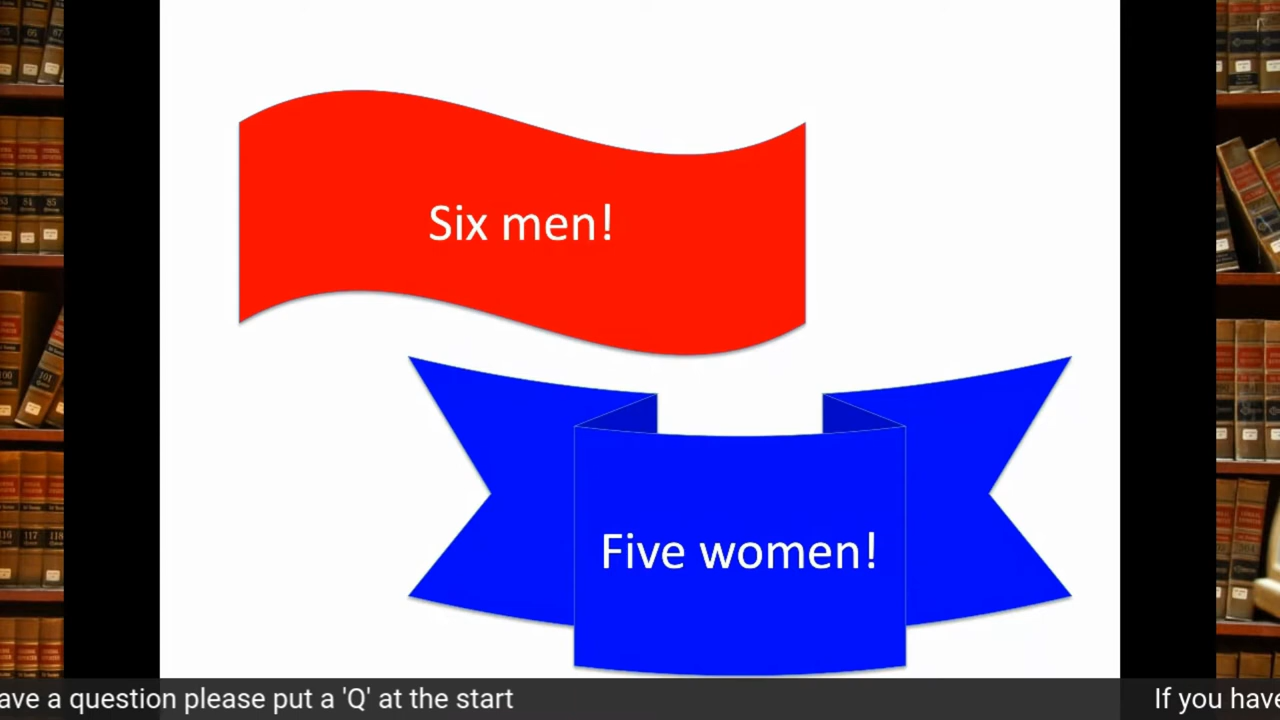 Six men!
Five women!
ave a question please put a 'Q' at the start
If you have